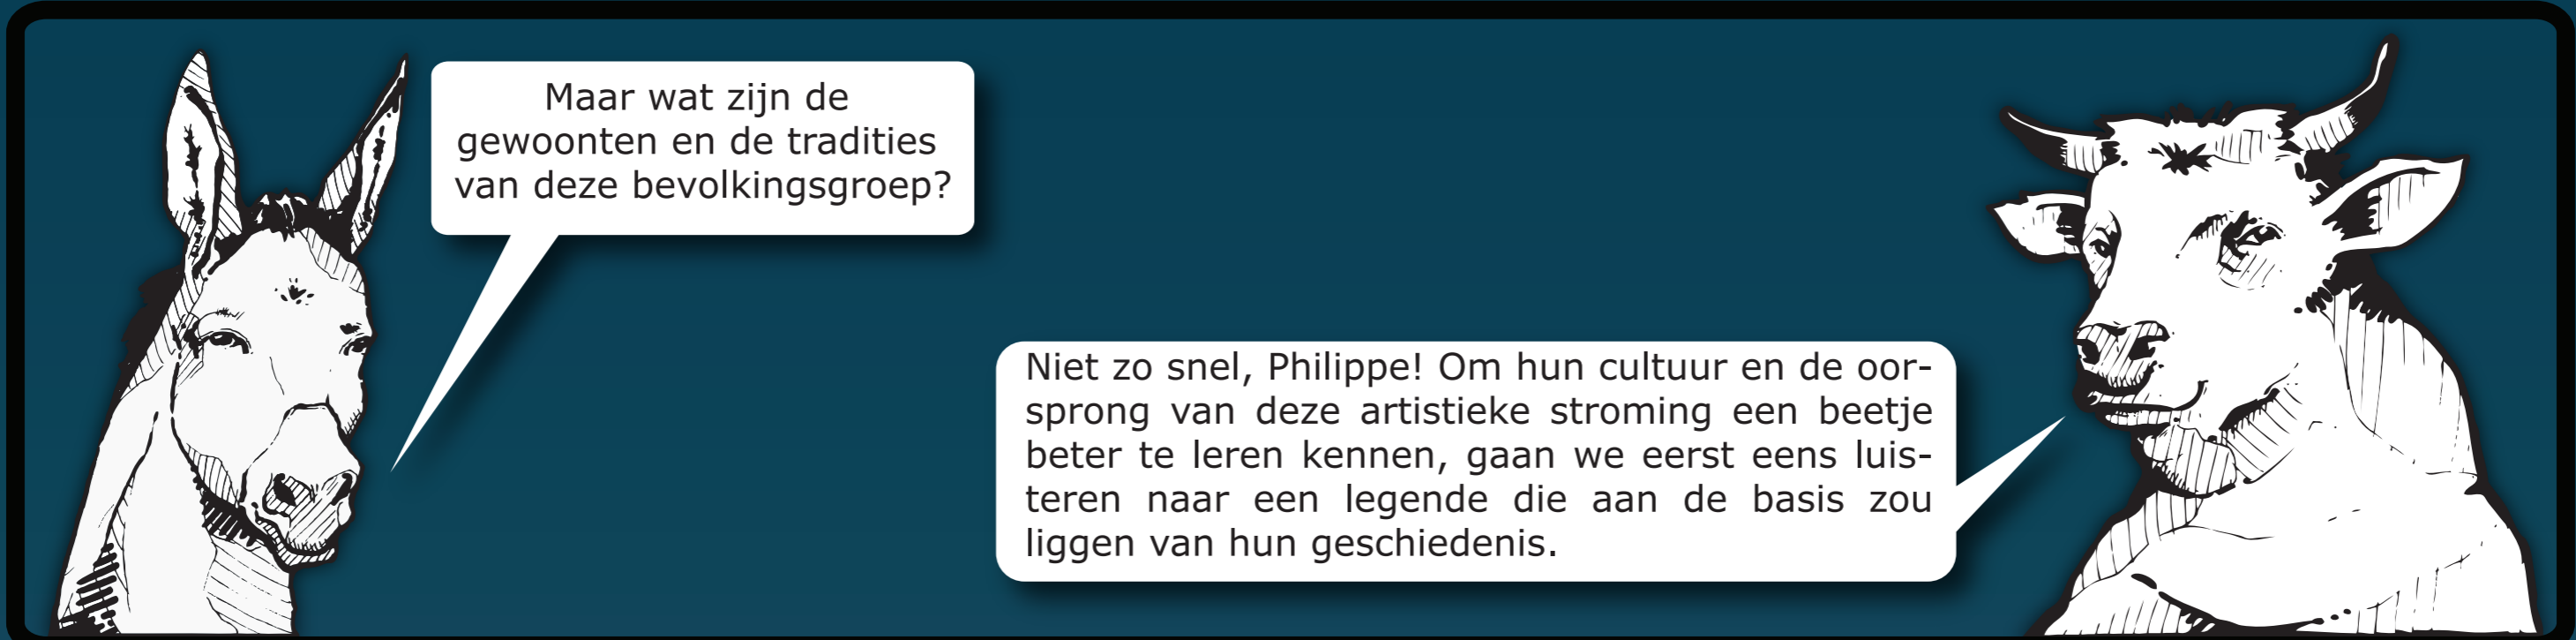 Maar wat zijn de
gewoonten en de tradities
van deze bevolkingsgroep?
Niet zo snel, Philippe! Om hun cultuur en de oor-
sprong van deze artistieke stroming een beetje
beter te leren kennen, gaan we eerst eens luis-
teren naar een legende die aan de basis zou
liggen van hun geschiedenis.